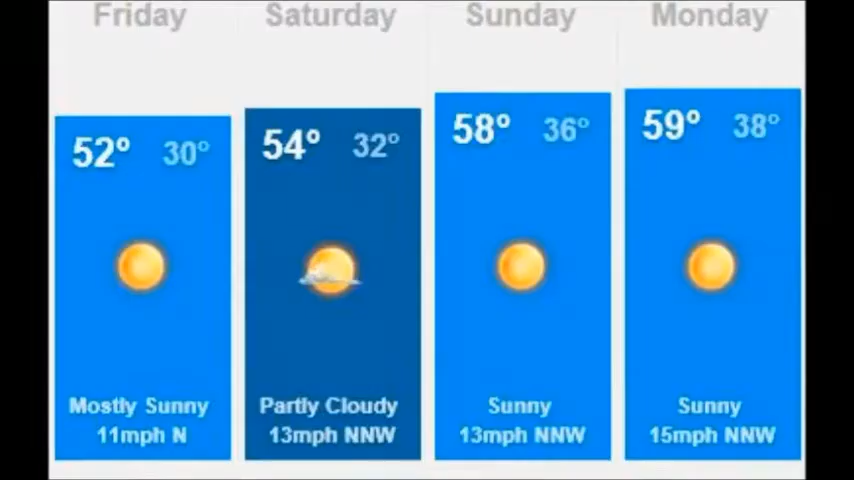 Friday Saturday Sunday Monday
52° 30° 54° 32° 58° 36° 59° 38°
Mostly Sunny Partly Cloudy Sunny Sunny
11mph N 13mph NNW 13mph NNW 15mph NNW